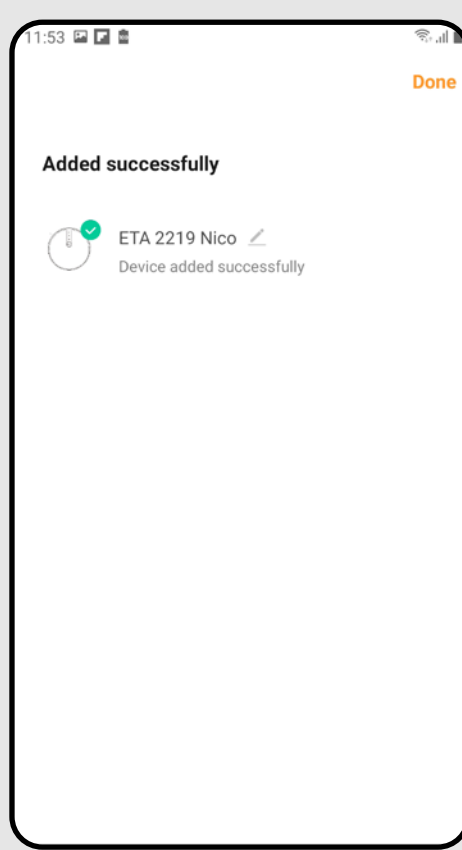 11:53
Done
Added successfully
ETA 2219 Nico
Device added successfully